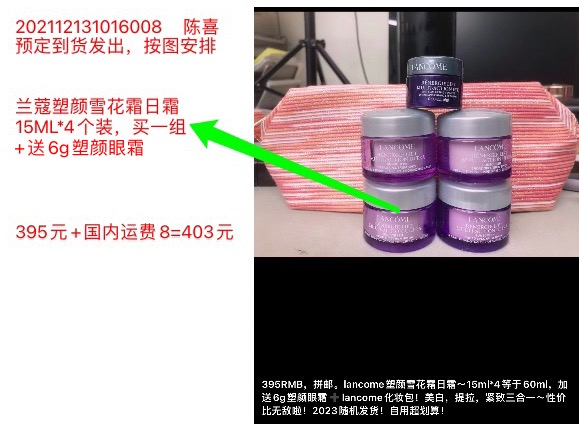 202112131016008 陈喜
预定到货发出，按图安排
兰蔻塑颜雪花霜日霜
15ML*4个装，买一组
+送6g塑颜眼霜
395元+国内运费8=403元
LANCOME
RÉNERGIE LIFT
MULTI-ACTION EYE
LANCOME
LANCOME
LANCOME
LANCOME
395RMB，拼邮。lancome塑颜雪花霜日霜～15ml*4等于60ml，加
送6g塑颜眼霜➕lancome化妆包！美白，提拉，紧致三合一～性价
比无敌啦！2023随机发货！自用超划算！